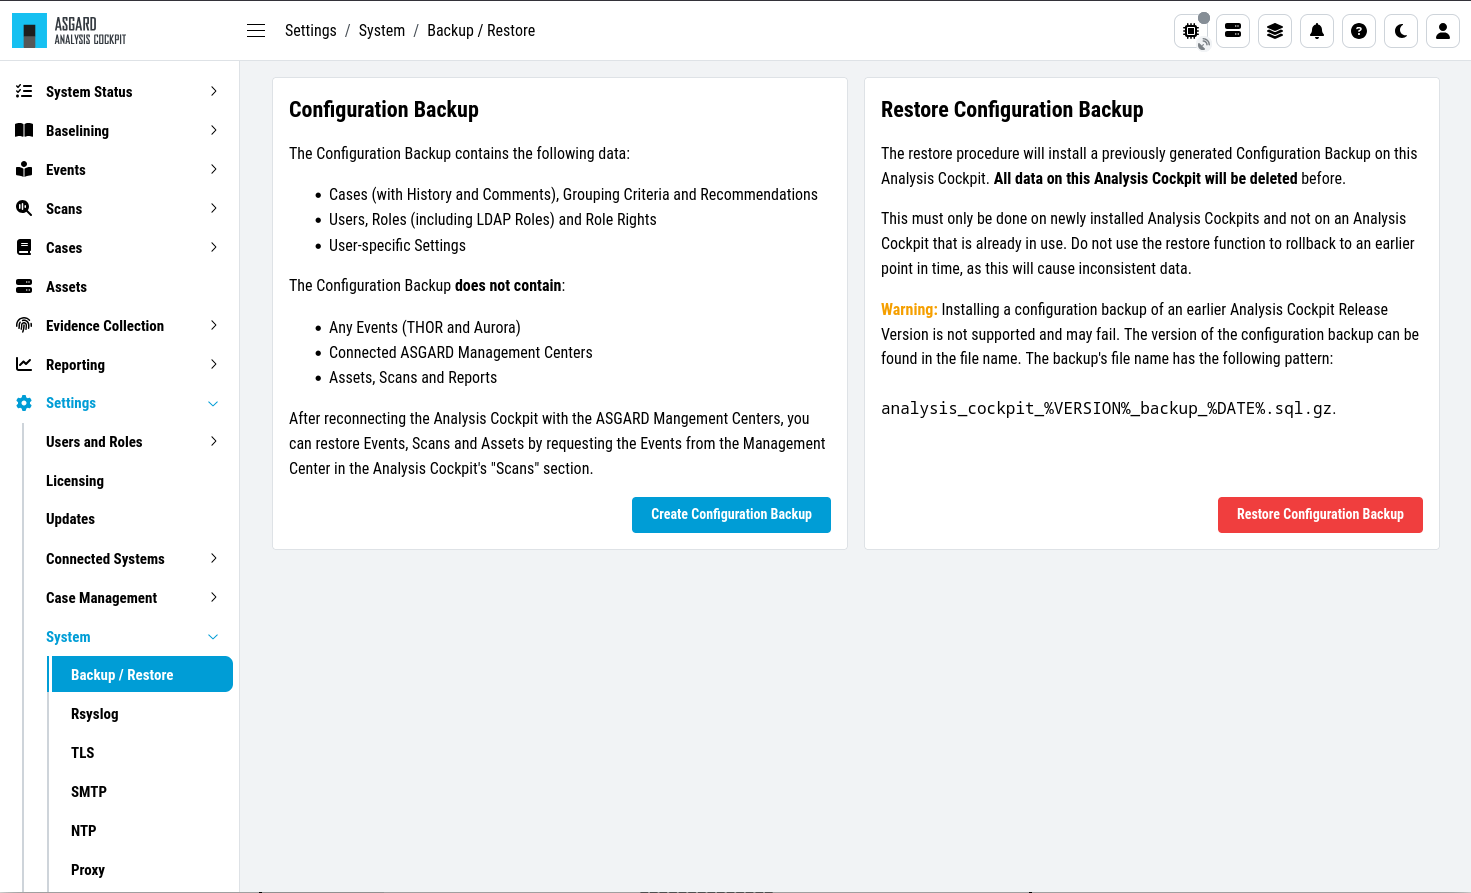 ASGARD
ANALYSIS COCKPIT
Settings / System / Backup / Restore
System Status
Baselining
Events
Scans
Cases
Assets
Evidence Collection
Reporting
Settings
Users and Roles
Licensing
Updates
Connected Systems
Case Management
System
Backup / Restore
Rsyslog
TLS
SMTP
NTP
Proxy
Configuration Backup
The Configuration Backup contains the following data:
• Cases (with History and Comments), Grouping Criteria and Recommendations
• Users, Roles (including LDAP Roles) and Role Rights
• User-specific Settings
The Configuration Backup does not contain:
• Any Events (THOR and Aurora)
• Connected ASGARD Management Centers
• Assets, Scans and Reports
After reconnecting the Analysis Cockpit with the ASGARD Mangement Centers, you
can restore Events, Scans and Assets by requesting the Events from the Management
Center in the Analysis Cockpit's "Scans" section.
Create Configuration Backup
Restore Configuration Backup
The restore procedure will install a previously generated Configuration Backup on this
Analysis Cockpit. All data on this Analysis Cockpit will be deleted before.
This must only be done on newly installed Analysis Cockpits and not on an Analysis
Cockpit that is already in use. Do not use the restore function to rollback to an earlier
point in time, as this will cause inconsistent data.
Warning: Installing a configuration backup of an earlier Analysis Cockpit Release
Version is not supported and may fail. The version of the configuration backup can be
found in the file name. The backup's file name has the following pattern:
analysis_cockpit_%VERSION%_backup_%DATE%.sql.gz.
Restore Configuration Backup